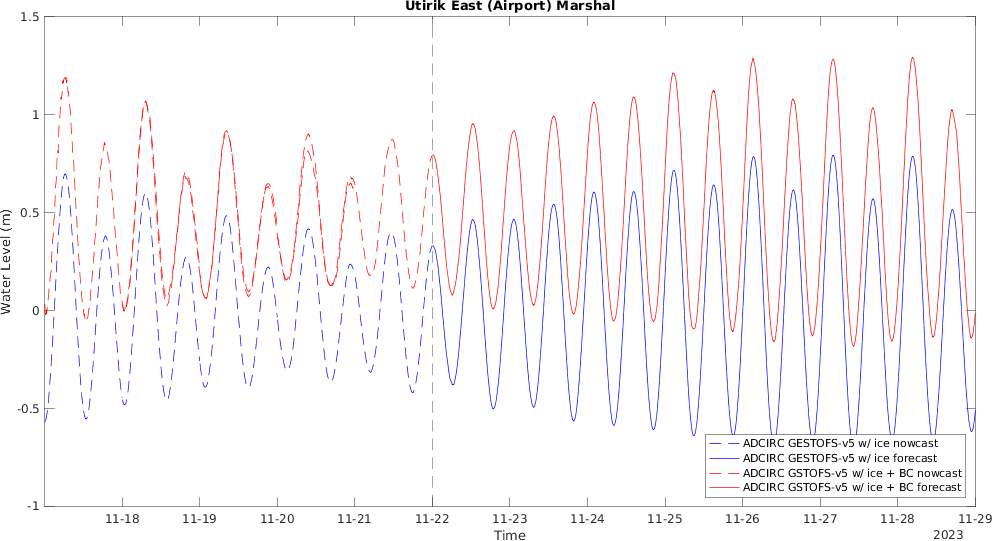 Utirik East (Airport) Marshal
1.5
1
0.5
0
-0.5
-1
Water Level (m)
ADCIRC GESTOFS-v5 w/ ice nowcast
ADCIRC GESTOFS-v5 w/ ice forecast
ADCIRC GSTOFS-v5 w/ ice + BC nowcast
ADCIRC GSTOFS-v5 w/ ice + BC forecast
11-18 11-19 11-20 11-21 11-22 11-23 11-24 11-25 11-26 11-27 11-28 11-29
Time
2023